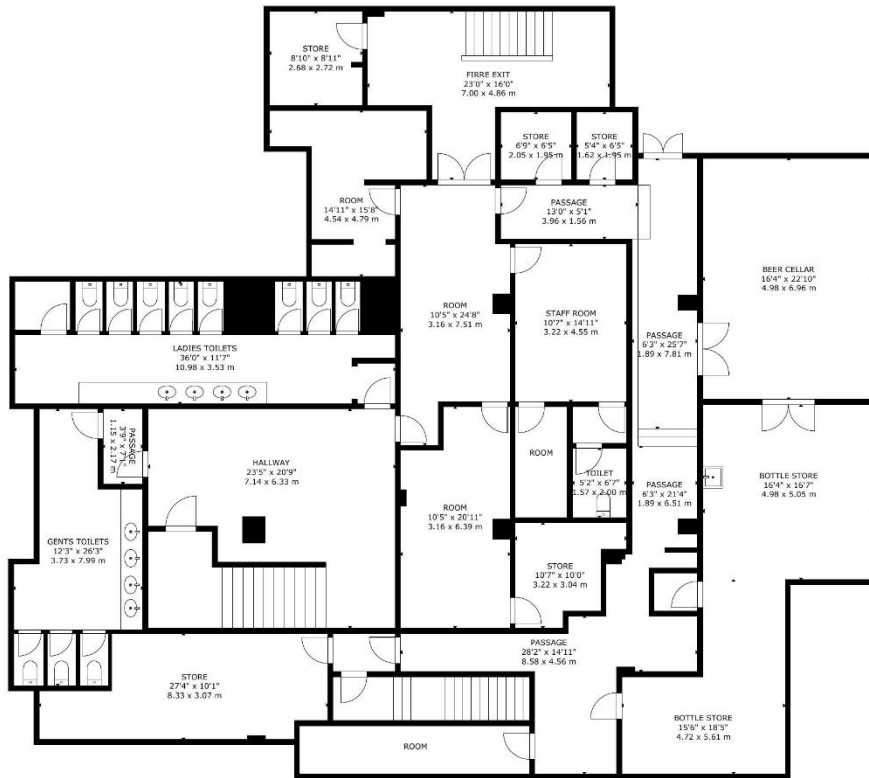 STORE
8'10" x 8'11"
2.68 x 2.72 m
FIRRE EXIT
23'0" x 16'0"
7.00 x 4.86 m
STORE
6'9" x 6'5"
2.05 x 1.95 m
STORE
5'4" x 6'5"
1.62 x 1.95 m
ROOM
14'11" x 15'8"
4.54 x 4.79 m
PASSAGE
13'0" x 5'1"
3.96 x 1.56 m
BEER CELLAR
16'4" x 22'10"
4.98 x 6.96 m
ROOM
10'5" x 24'8"
3.16 x 7.51 m
STAFF ROOM
10'7" x 14'11"
3.22 x 4.55 m
PASSAGE
6'3" x 25'7"
1.89 x 7.81 m
LADIES TOILETS
36'0" x 11'7"
10.98 x 3.53 m
PASSAGE
3'9" x 7'1"
1.15 x 2.17 m
HALLWAY
23'5" x 20'9"
7.14 x 6.33 m
ROOM
TOILET
5'2" x 6'7"
1.57 x 2.00 m
PASSAGE
6'3" x 21'4"
1.89 x 6.51 m
BOTTLE STORE
16'4" x 16'7"
4.98 x 5.05 m
ROOM
10'5" x 20'11"
3.16 x 6.39 m
GENTS TOILETS
12'3" x 26'3"
3.73 x 7.99 m
STORE
10'7" x 10'0"
3.22 x 3.04 m
PASSAGE
28'2" x 14'11"
8.58 x 4.56 m
STORE
27'4" x 10'1"
8.33 x 3.07 m
BOTTLE STORE
15'6" x 18'5"
4.72 x 5.61 m
ROOM